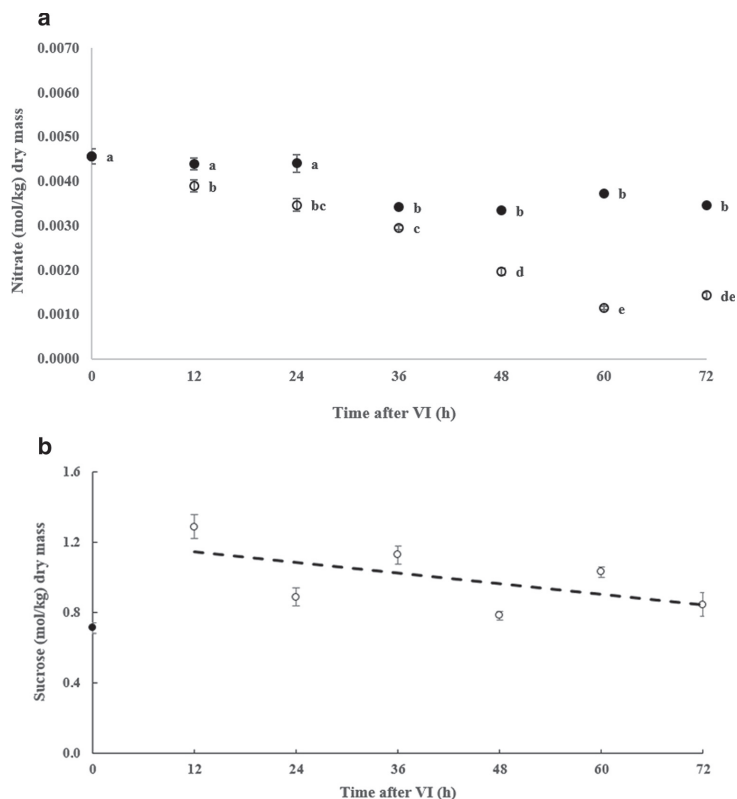 a
0.0070
0.0060
0.0050
0.0040
0.0030
0.0020
0.0010
0.0000
Nitrate (mol/kg) dry mass
a
a
a
b
b
b
b
b
bc
c
d
e
de
0
12
24
36
48
60
72
Time after VI (h)
b
1.6
1.2
0.8
0.4
0.0
Sucrose (mol/kg) dry mass
0
12
24
36
48
60
72
Time after VI (h)